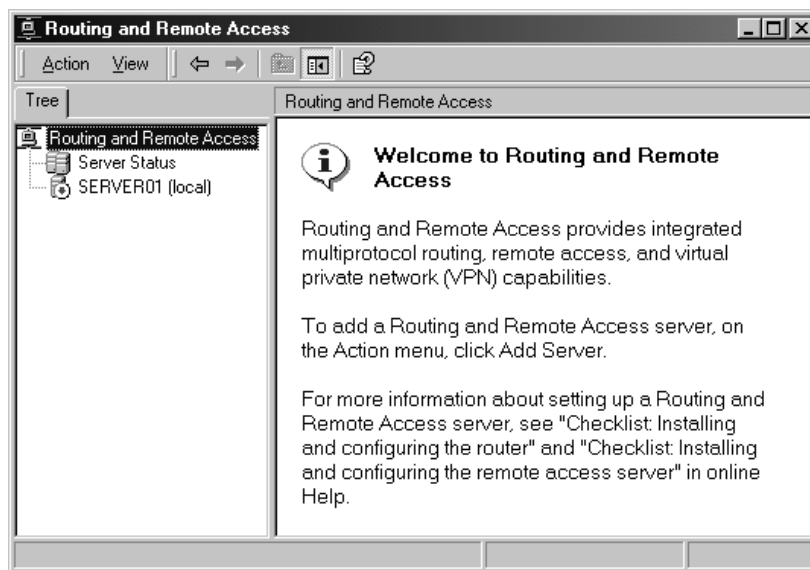 Routing and Remote Access
Action View
Tree
Routing and Remote Access
Routing and Remote Access
Server Status
SERVER01 (local)
Welcome to Routing and Remote
Access
Routing and Remote Access provides integrated
multiprotocol routing, remote access, and virtual
private network (VPN) capabilities.
To add a Routing and Remote Access server, on
the Action menu, click Add Server.
For more information about setting up a Routing and
Remote Access server, see "Checklist: Installing
and configuring the router" and "Checklist: Installing
and configuring the remote access server" in online
Help.